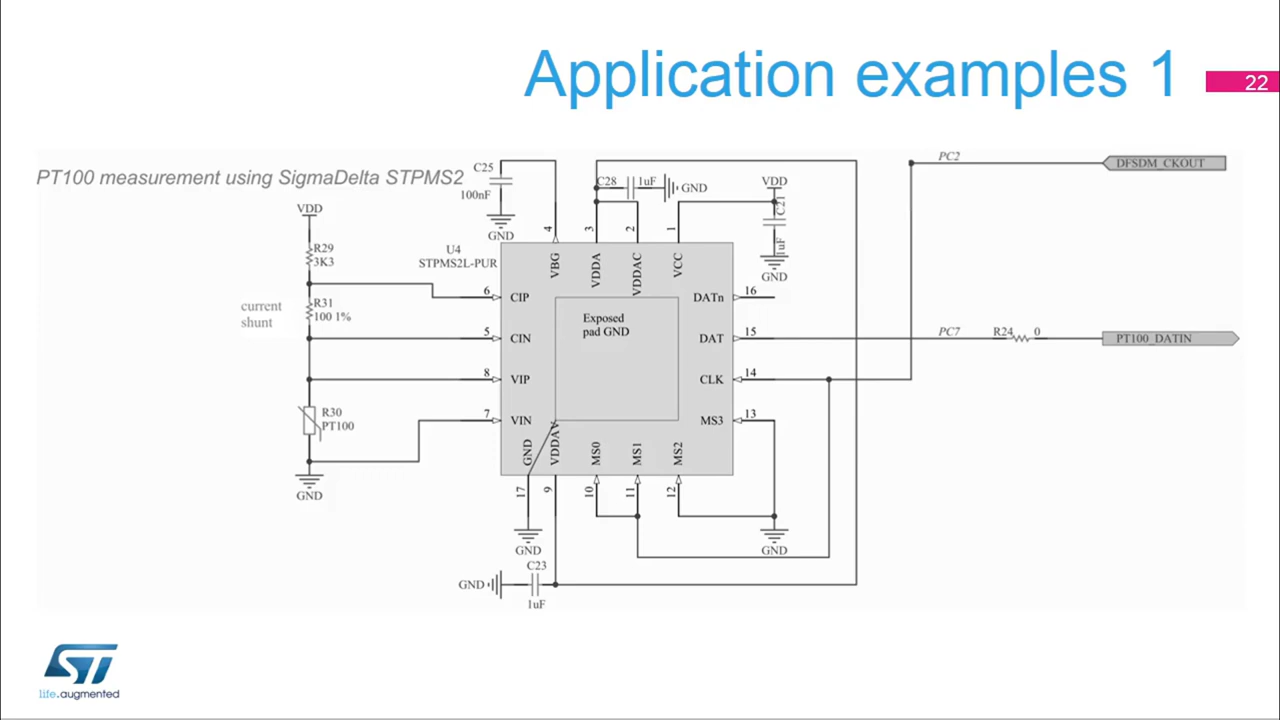 Application examples 1
22
PT100 measurement using SigmaDelta STPMS2
C25
100nF
GND
C28
1uF
GND
VDD
C21
1uF
GND
PC2
DFSDM_CKOUT
VDD
R29
3K3
R31
100 1%
current
shunt
R30
PT100
GND
U4
STPMS2L-PUR
4
3
2
1
VBG
VDDA
VDDAC
VCC
6
CIP
5
CIN
8
VIP
7
VIN
Exposed
pad GND
DATn
16
DAT
15
CLK
14
MS3
13
PC7
R24
0
PT100_DATIN
GND
VDDAV
MS0
MS1
MS2
17
9
10
11
12
GND
GND
GND
C23
1uF
ST
life.augmented